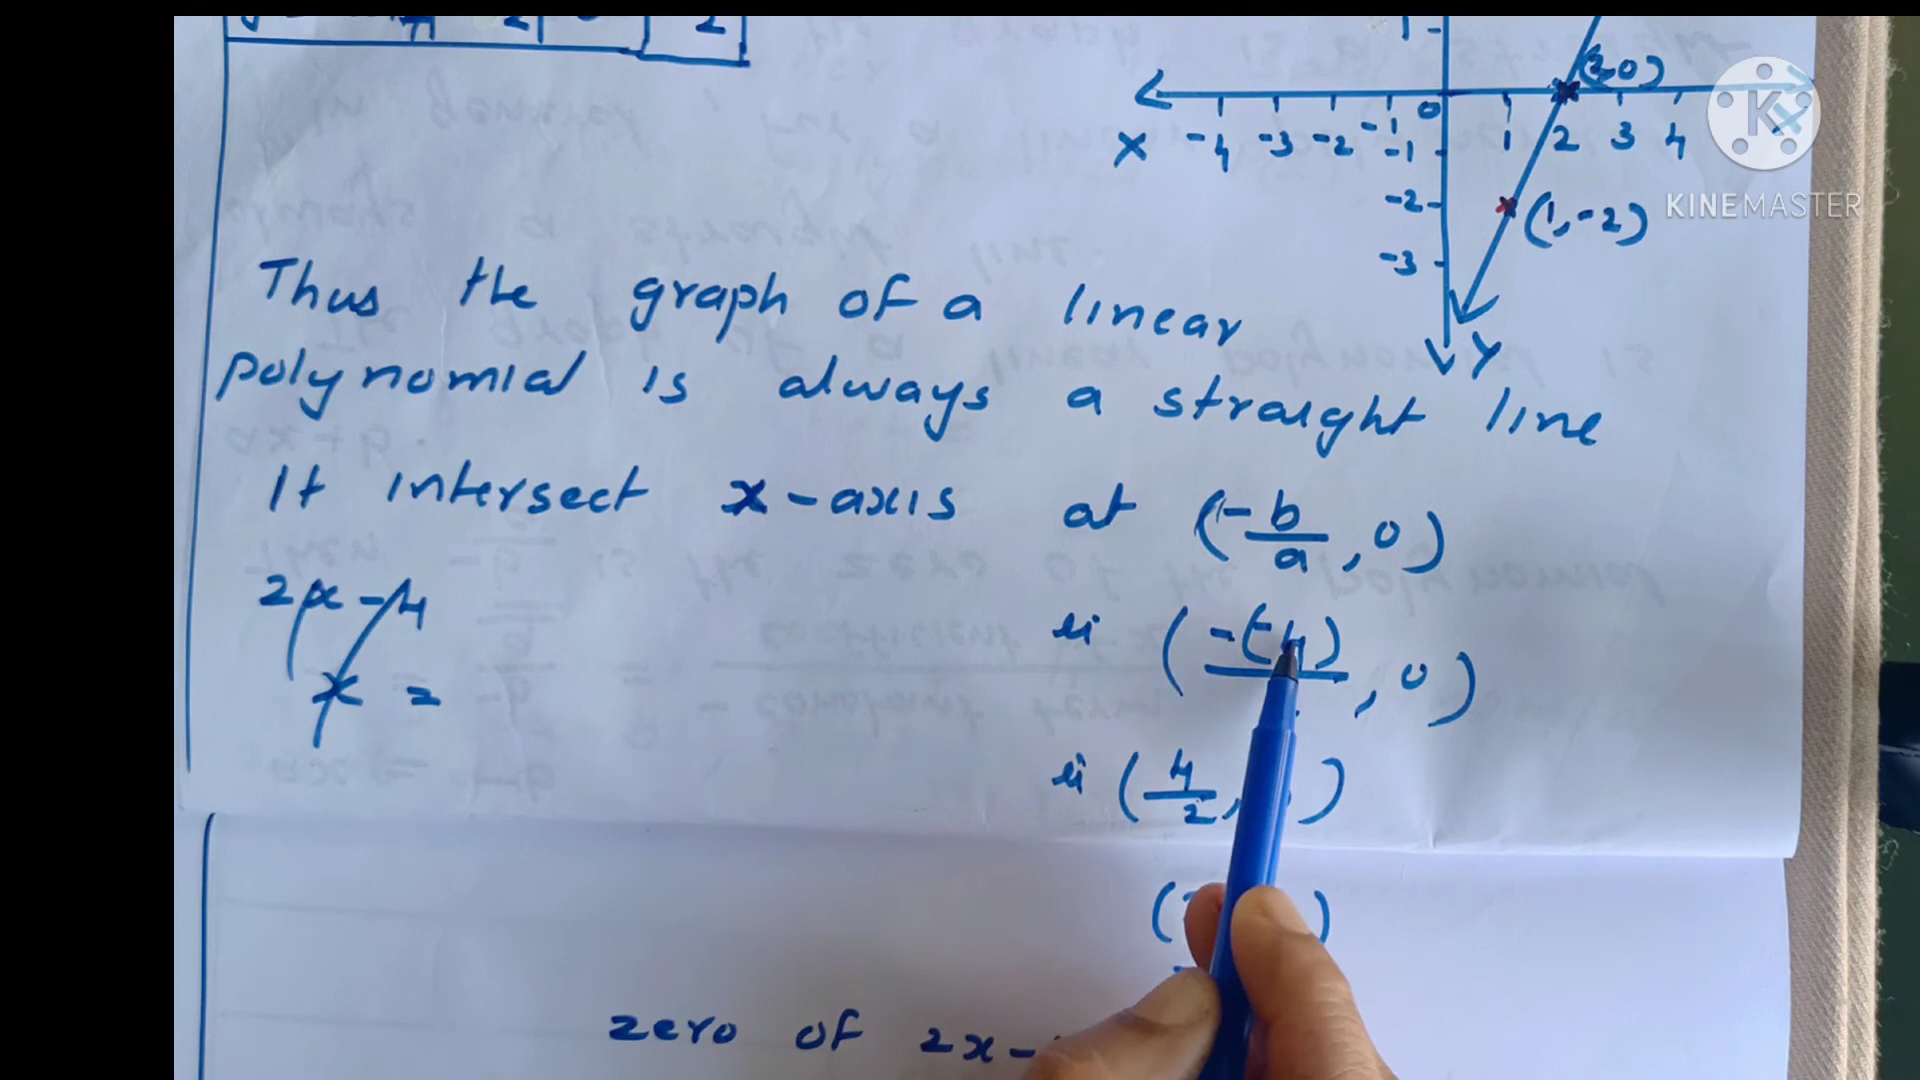 1
(2,0)
X -4 -3 -2 -1 0 1 2 3 4
-1
-2 (1,-2)
-3
Y
KINEMASTER
Thus the graph of a linear
polynomial is always a straight line
It intersect x-axis at (-b/a, 0)
2x-4
ie (-(-4)/, 0)
x =
ie (4/2, )
zero of 2x-